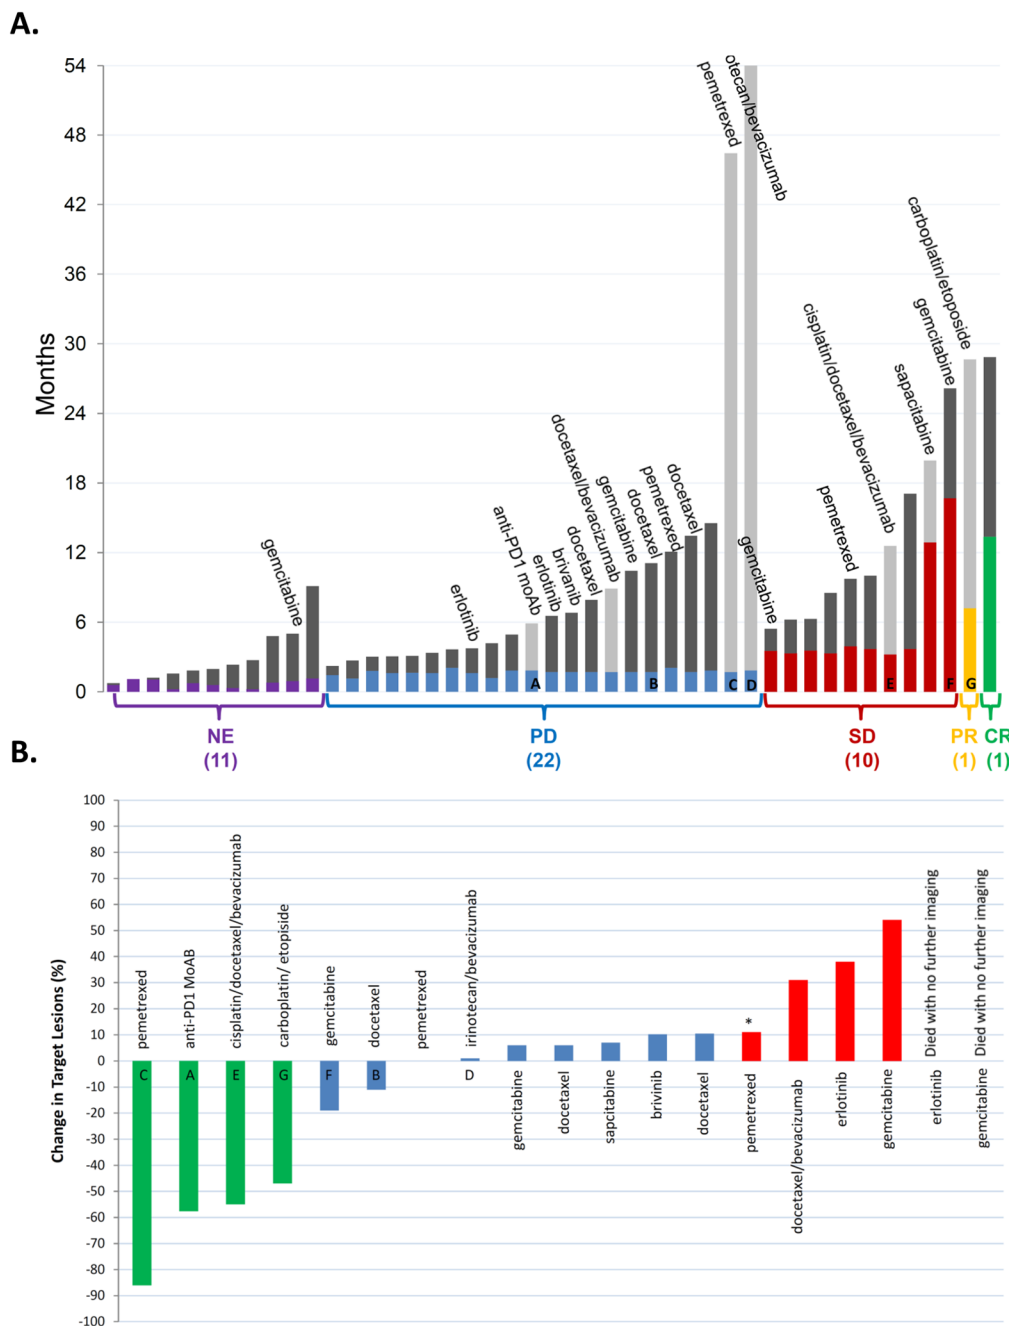 A.
54
48
42
36
30
24
18
12
6
0
Months
gemcitabine
erlotinib
anti-PD1 moAb
erlotinib
brivanib
docetaxel
docetaxel/bevacizumab
gemcitabine
docetaxel
pemetrexed
docetaxel
pemetrexed
otecan/bevacizumab
gemcitabine
pemetrexed
cisplatin/docetaxel/bevacizumab
sapacitabine
gemcitabine
carboplatin/etoposide
A B C D E F G
NE PD SD PR CR
(11) (22) (10) (1) (1)
B.
100
90
80
70
60
50
40
30
20
10
0
-10
-20
-30
-40
-50
-60
-70
-80
-90
-100
Change in Target Lesions (%)
pemetrexed
anti-PD1 MoAB
cisplatin/docetaxel/bevacizumab
carboplatin/ etopiside
gemcitabine
docetaxel
pemetrexed
irinotecan/bevacizumab
C A E G F B D
gemcitabine
docetaxel
sapcitabine
brivinib
docetaxel
*
pemetrexed
docetaxel/bevacizumab
erlotinib
gemcitabine
Died with no further imaging
erlotinib
Died with no further imaging
gemcitabine